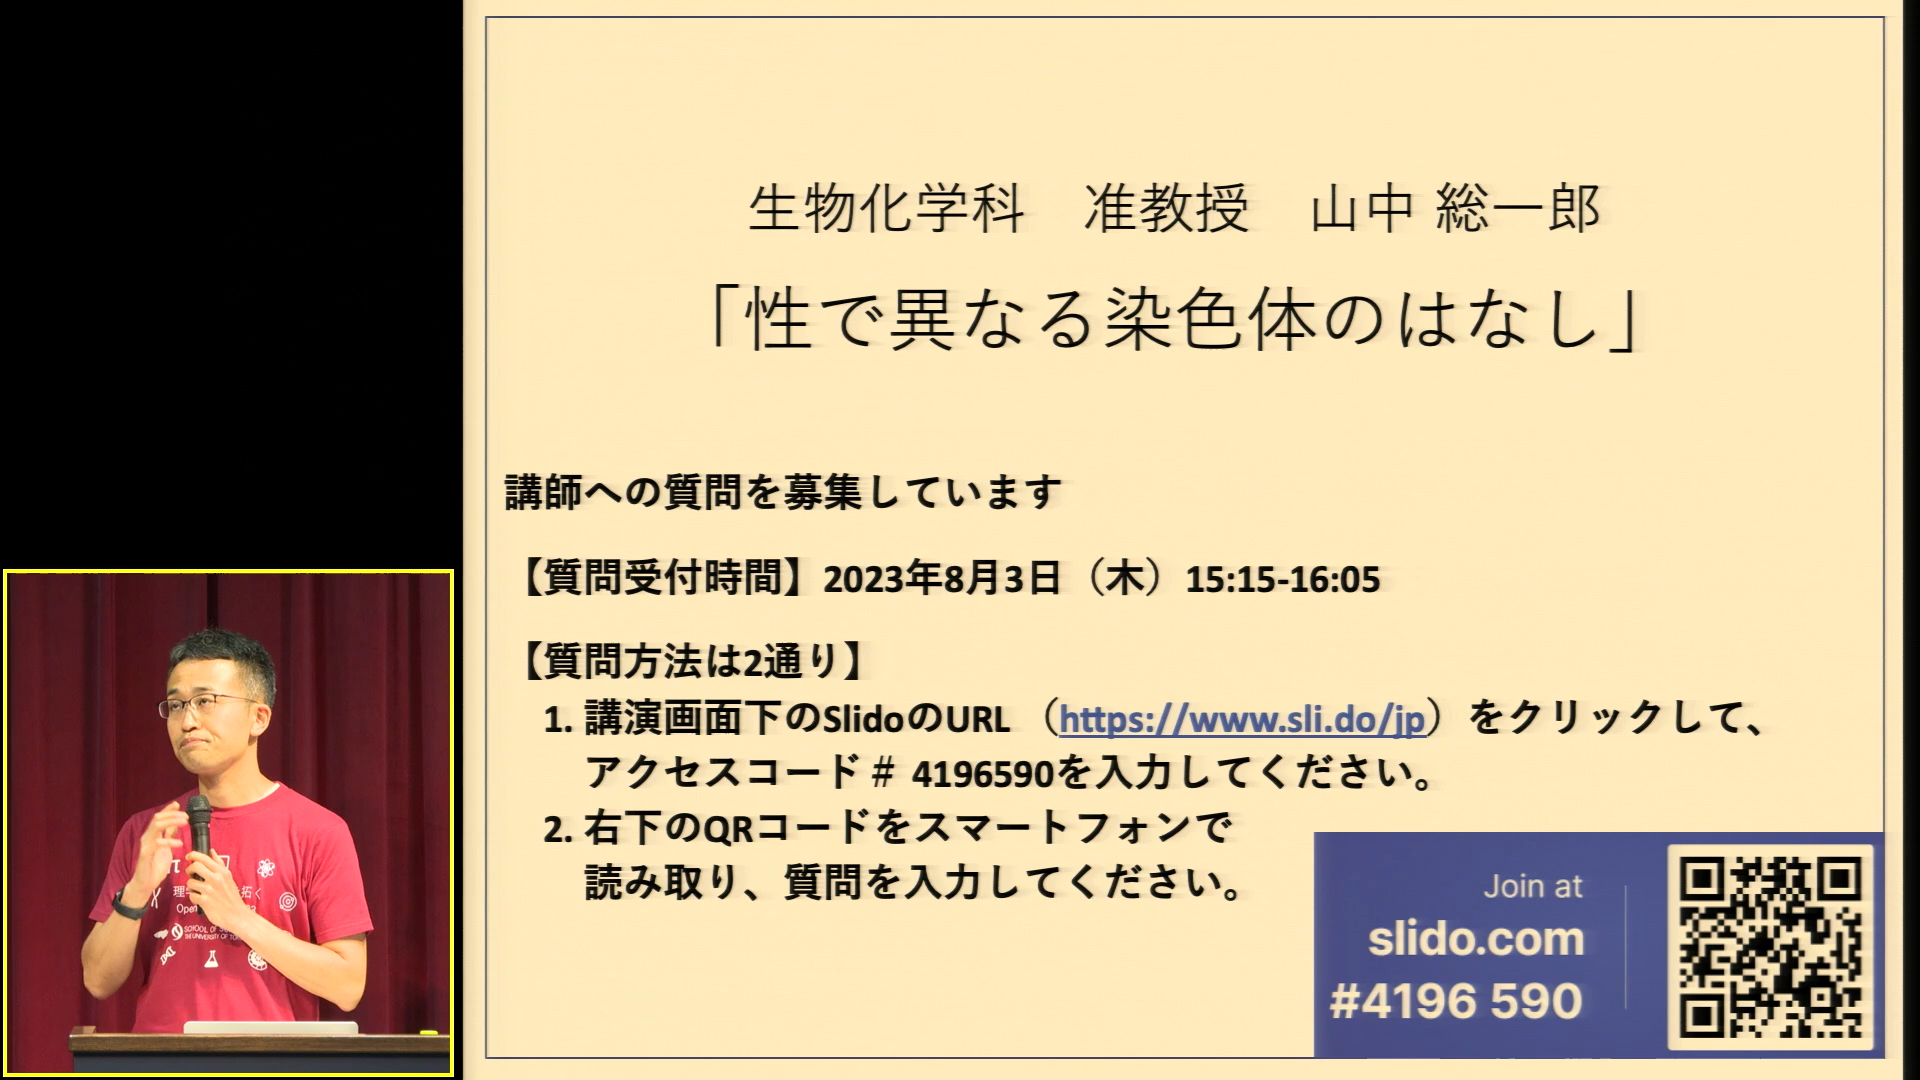 生物化学科　准教授　山中 総一郎
「性で異なる染色体のはなし」
講師への質問を募集しています
【質問受付時間】2023年8月3日（木）15:15-16:05
【質問方法は2通り】
1. 講演画面下のSlidoのURL（https://www.sli.do/jp）をクリックして、
アクセスコード＃ 4196590を入力してください。
2. 右下のQRコードをスマートフォンで
読み取り、質問を入力してください。
Join at
slido.com
#4196 590